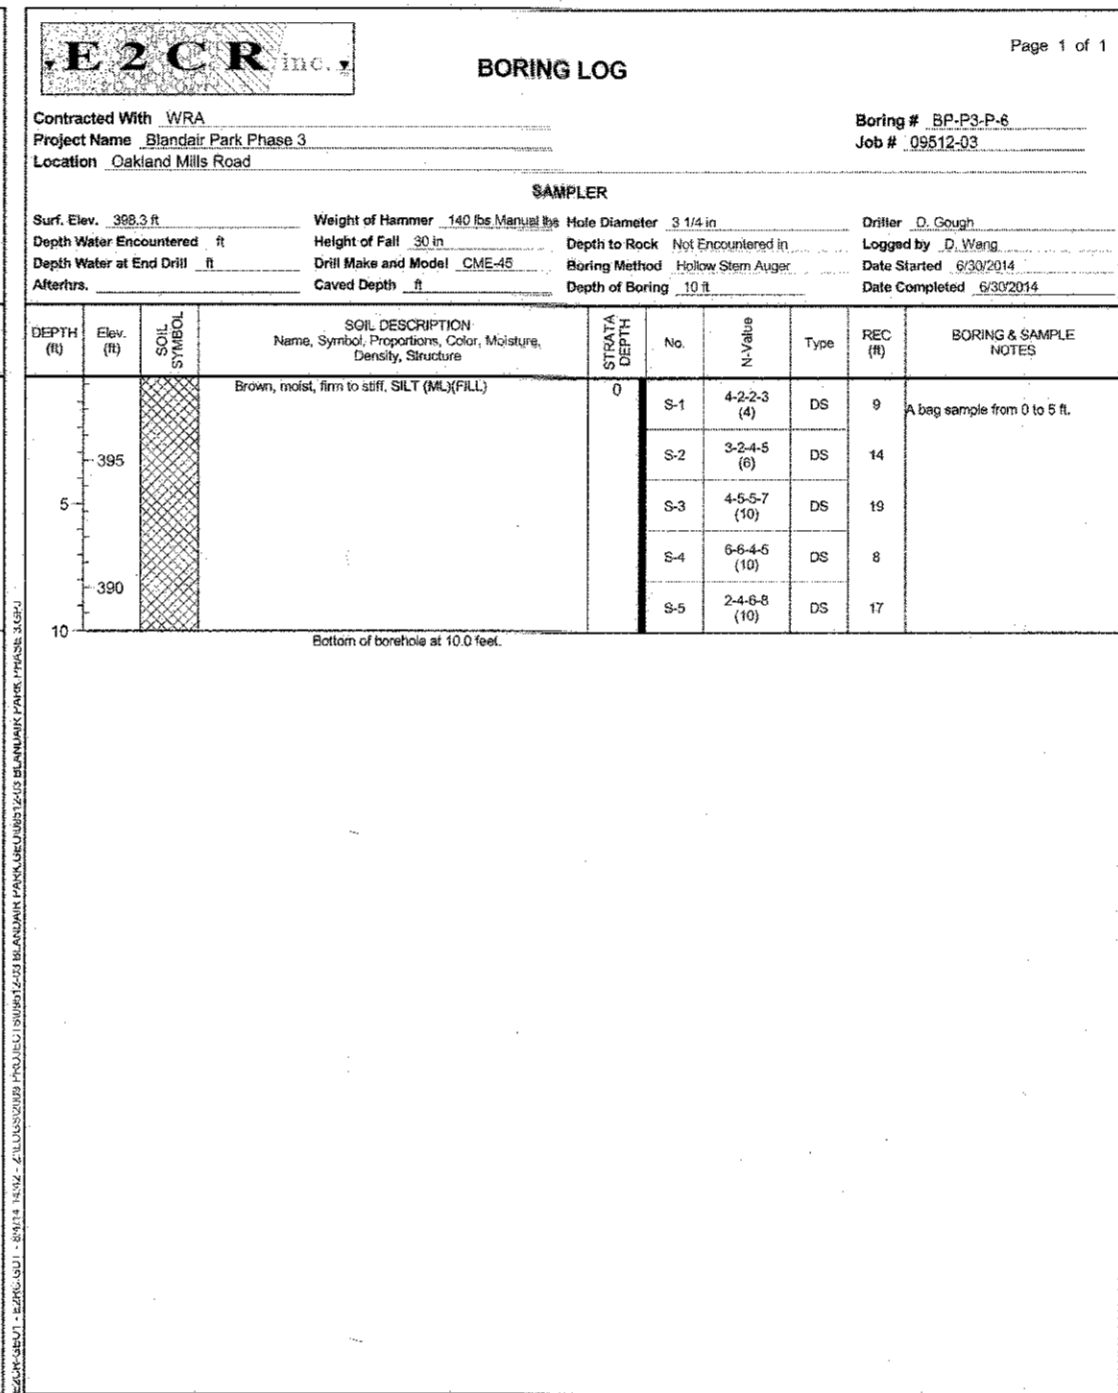 E2CR inc.
Page 1 of 1
BORING LOG
Contracted With WRA
Boring # BP-P3-P-6
Project Name Blandair Park Phase 3
Job # 09512-03
Location Oakland Mills Road
SAMPLER
Surf. Elev. 398.3 ft Weight of Hammer 140 lbs Manual lbs Hole Diameter 3 1/4 in Driller D. Gough
Depth Water Encountered ft Height of Fall 30 in Depth to Rock Not Encountered in Logged by D. Wang
Depth Water at End Drill ft Drill Make and Model CME-45 Boring Method Hollow Stem Auger Date Started 6/30/2014
Afterhrs. Caved Depth ft Depth of Boring 10 ft Date Completed 6/30/2014
DEPTH (ft)
Elev. (ft)
SOIL SYMBOL
SOIL DESCRIPTION
Name, Symbol, Proportions, Color, Moisture,
Density, Structure
STRATA DEPTH
No.
N-Value
Type
REC (ft)
BORING & SAMPLE
NOTES
Brown, moist, firm to stiff, SILT (ML)(FILL)
0
S-1 4-2-2-3 (4) DS 9 A bag sample from 0 to 5 ft.
395
S-2 3-2-4-5 (6) DS 14
5
S-3 4-5-5-7 (10) DS 19
S-4 6-6-4-5 (10) DS 8
390
S-5 2-4-6-8 (10) DS 17
10
Bottom of borehole at 10.0 feet.